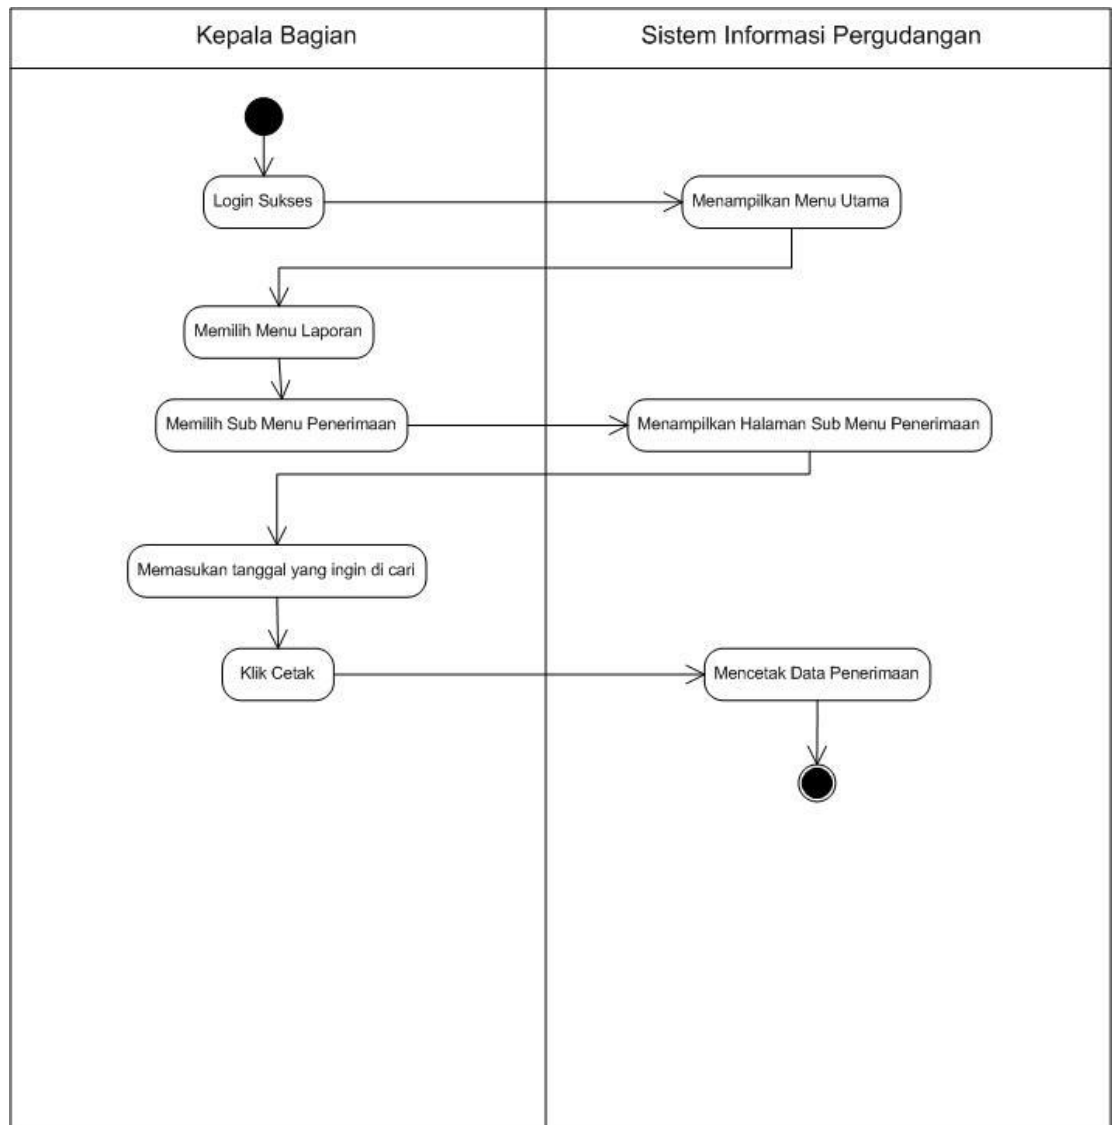 Kepala Bagian
Sistem Informasi Pergudangan
Login Sukses
Menampilkan Menu Utama
Memilih Menu Laporan
Memilih Sub Menu Penerimaan
Menampilkan Halaman Sub Menu Penerimaan
Memasukan tanggal yang ingin di cari
Klik Cetak
Mencetak Data Penerimaan